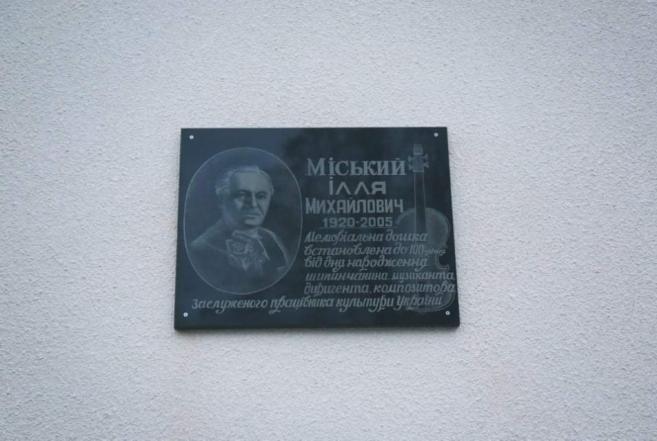 Міський
Ілля
Михайлович
1920-2005
Меморіальна дошка
встановлена до 100-річчя
від дня народження
шипинчанина, музиканта
диригента, композитора
Заслуженого працівника культури України